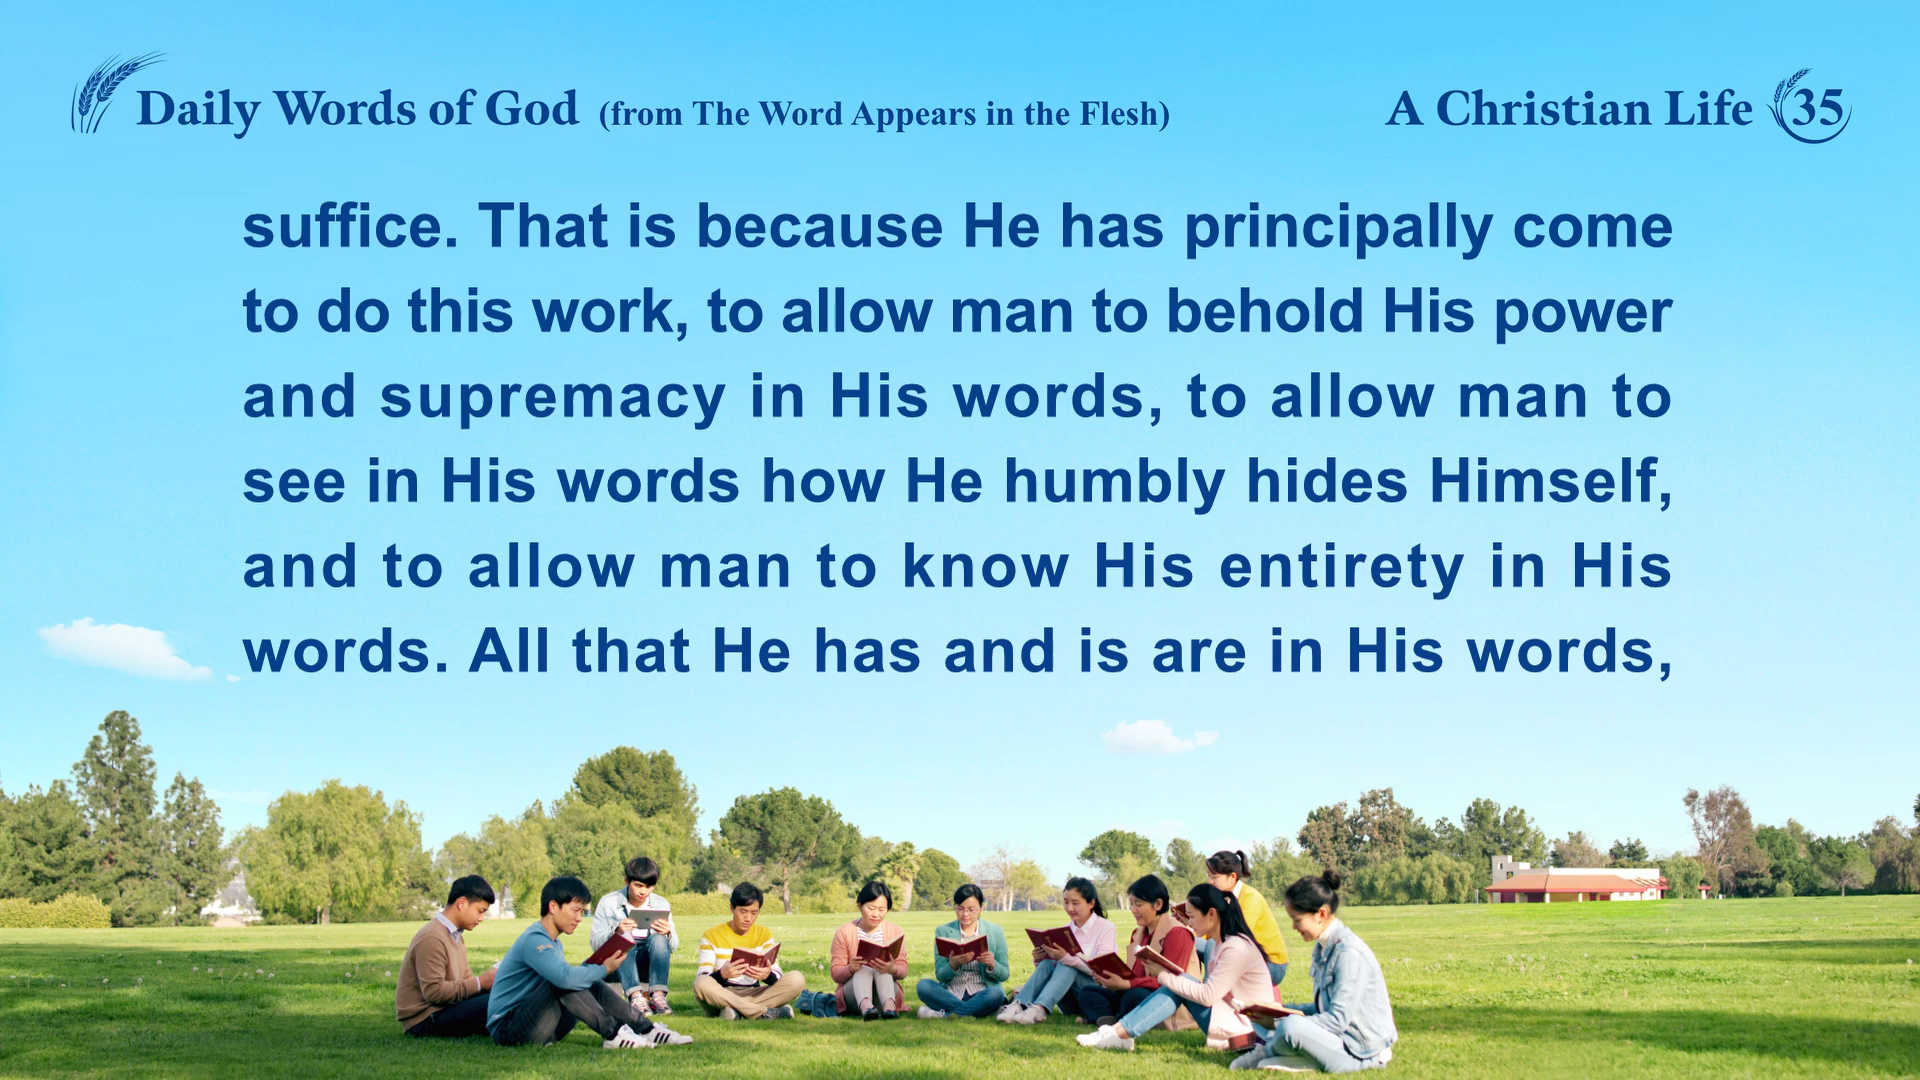 Daily Words of God (from The Word Appears in the Flesh)
A Christian Life 35
suffice. That is because He has principally come
to do this work, to allow man to behold His power
and supremacy in His words, to allow man to
see in His words how He humbly hides Himself,
and to allow man to know His entirety in His
words. All that He has and is are in His words,